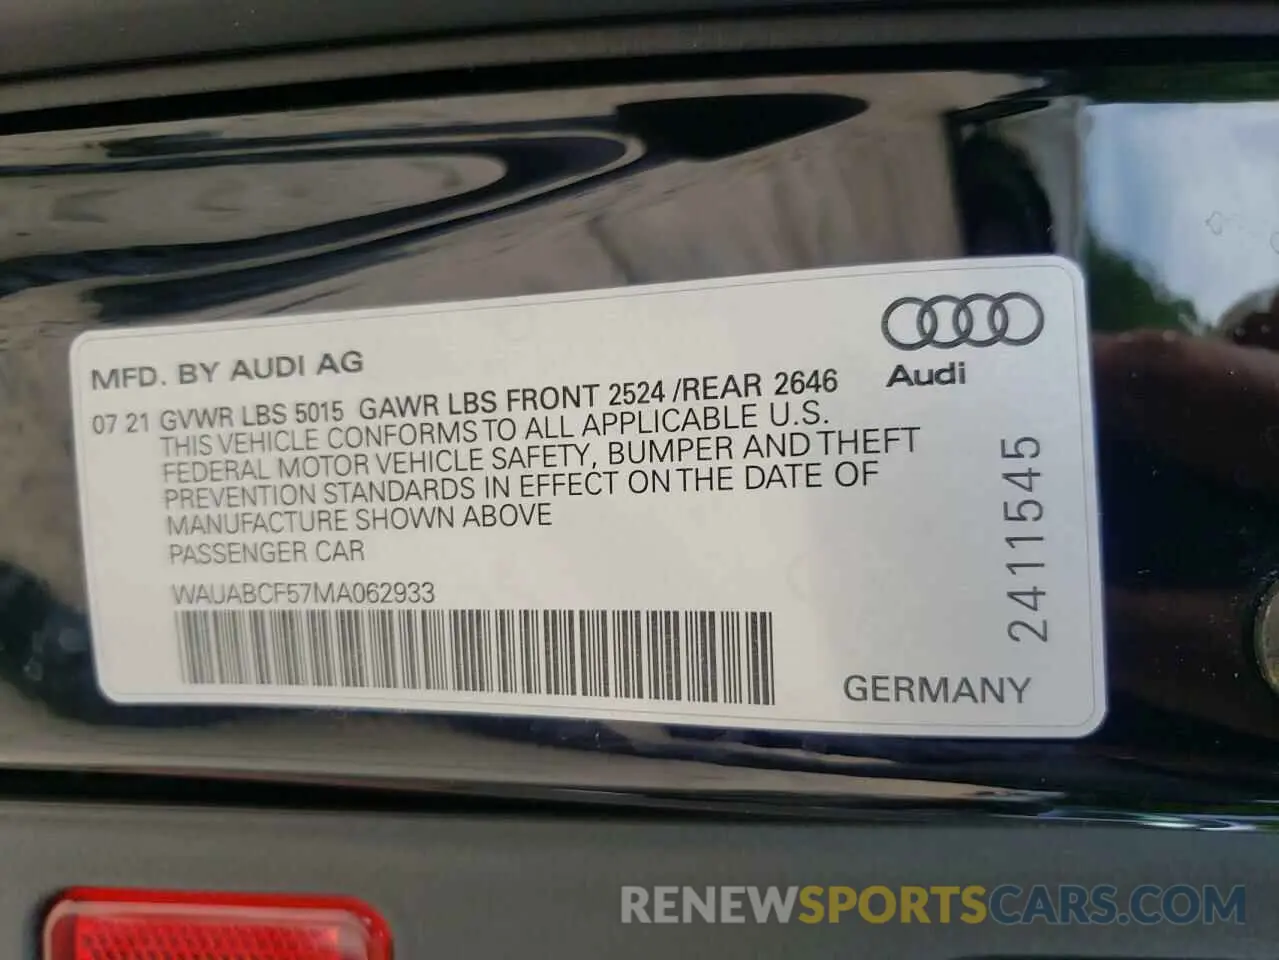 MFD. BY AUDI AG
Audi
07 21 GVWR LBS 5015 GAWR LBS FRONT 2524 /REAR 2646
THIS VEHICLE CONFORMS TO ALL APPLICABLE U.S.
FEDERAL MOTOR VEHICLE SAFETY, BUMPER AND THEFT
PREVENTION STANDARDS IN EFFECT ON THE DATE OF
MANUFACTURE SHOWN ABOVE
PASSENGER CAR
WAUABCF57MA062933
2411545
GERMANY
RENEWSPORTSCARS.COM